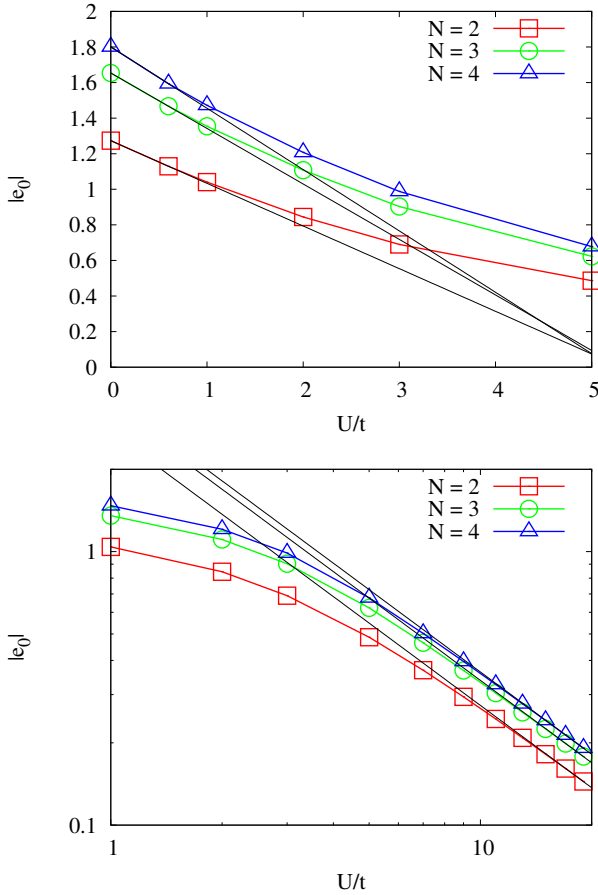 2
1.8
1.6
1.4
1.2
1
0.8
0.6
0.4
0.2
0
|e₀|
N = 2
N = 3
N = 4
0 1 2 3 4 5
U/t
1
0.1
|e₀|
N = 2
N = 3
N = 4
1 10
U/t